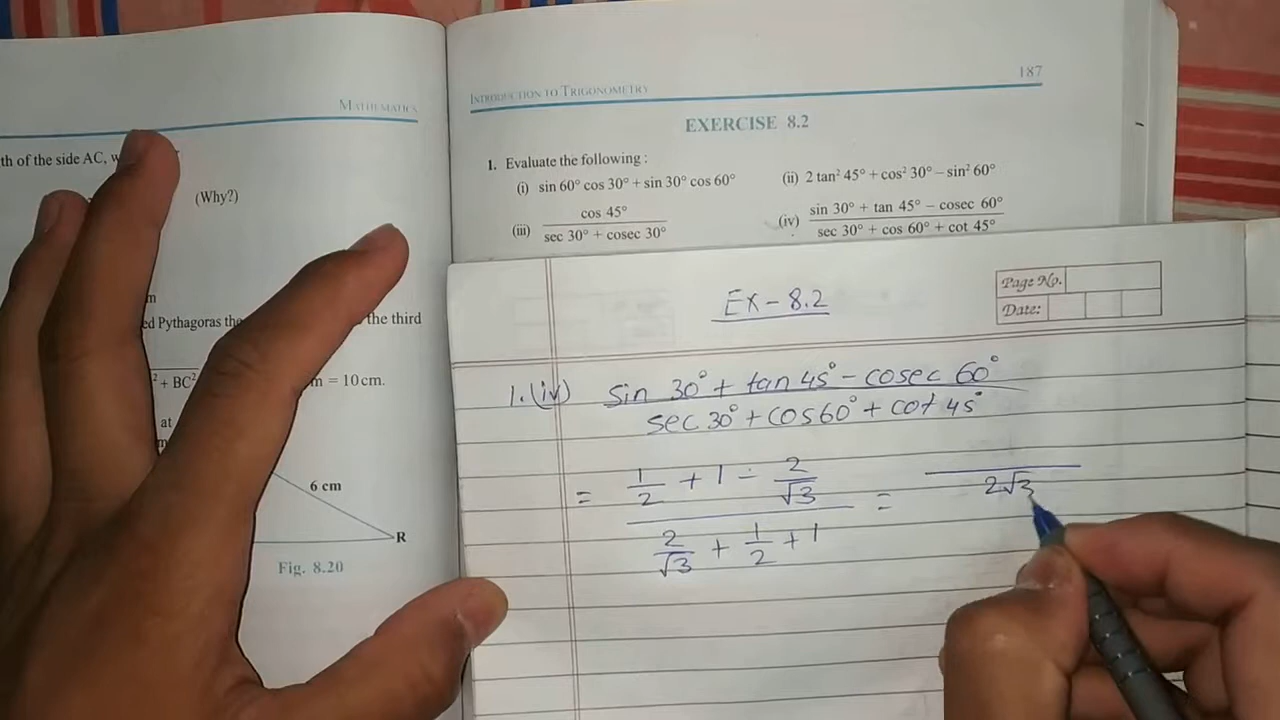 MATHEMATICS
th of the side AC,
(Why?)
ed Pythagoras the
the third
² + BC²
= 10 cm.
at
6 cm
R
Fig. 8.20
INTRODUCTION TO TRIGONOMETRY
187
EXERCISE 8.2
1. Evaluate the following :
(i) sin 60° cos 30° + sin 30° cos 60°
(ii) 2 tan² 45° + cos² 30° – sin² 60°
(iii) cos 45° / sec 30° + cosec 30°
(iv) sin 30° + tan 45° – cosec 60° / sec 30° + cos 60° + cot 45°
Ex – 8.2
Page No.
Date:
1.(iv) sin 30° + tan 45° – cosec 60°
sec 30° + cos 60° + cot 45°
= 1/2 + 1 – 2/√3
2/√3 + 1/2 + 1
= 2√3